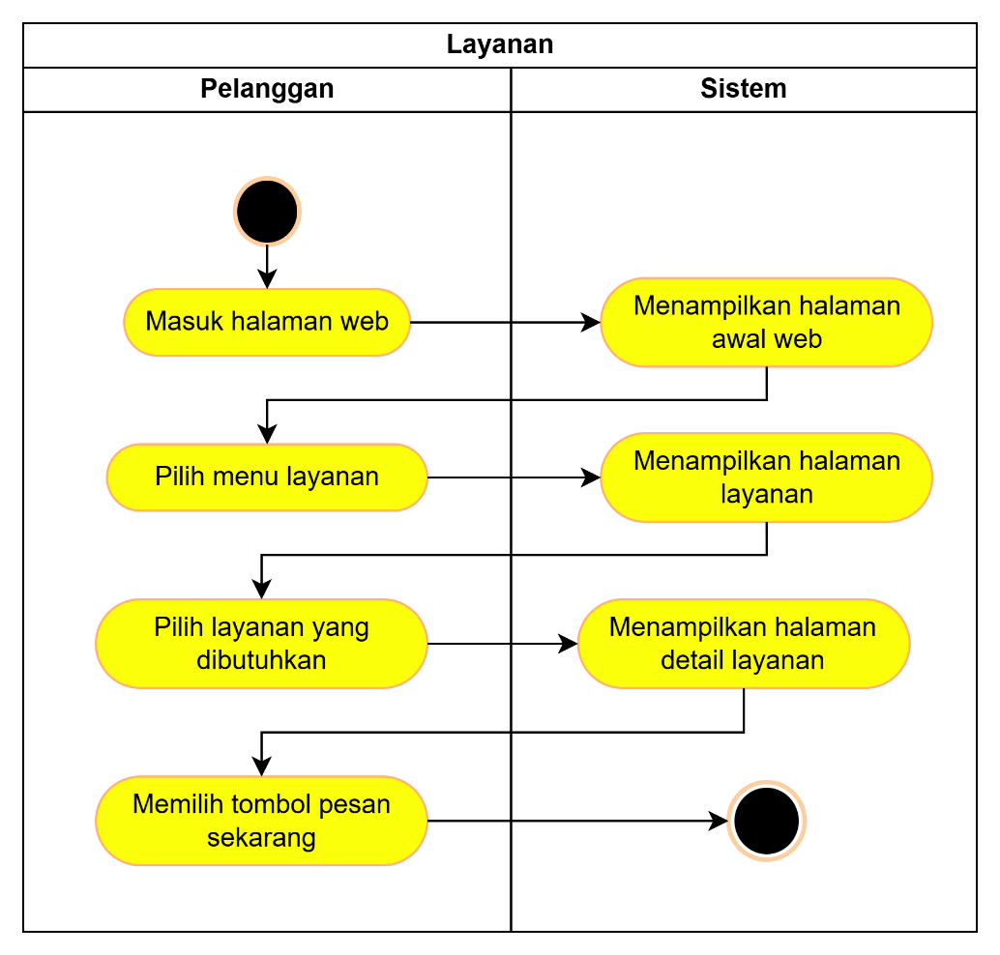 Layanan
Pelanggan
Sistem
Masuk halaman web
Menampilkan halaman
awal web
Pilih menu layanan
Menampilkan halaman
layanan
Pilih layanan yang
dibutuhkan
Menampilkan halaman
detail layanan
Memilih tombol pesan
sekarang